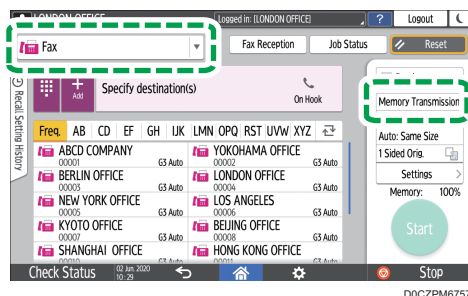 LONDON OFFICE
Logged in: [LONDON OFFICE]
?
Logout
Fax
Fax Reception
Job Status
Reset
Recall Setting History
Add
Specify destination(s)
On Hook
Memory Transmission
Freq. AB CD EF GH IJK LMN OPQ RST UVW XYZ
Auto: Same Size
1 Sided Orig.
Settings
Memory: 100%
Start
ABCD COMPANY
00001 G3 Auto
YOKOHAMA OFFICE
00002 G3 Auto
BERLIN OFFICE
00003 G3 Auto
LONDON OFFICE
00004 G3 Auto
NEW YORK OFFICE
00005 G3 Auto
LOS ANGELES
00006 G3 Auto
KYOTO OFFICE
00007 G3 Auto
BEIJING OFFICE
00008 G3 Auto
SHANGHAI OFFICE
HONG KONG OFFICE
Check Status
02 Jun 2020
10 : 29
Stop
D0CZPM6757